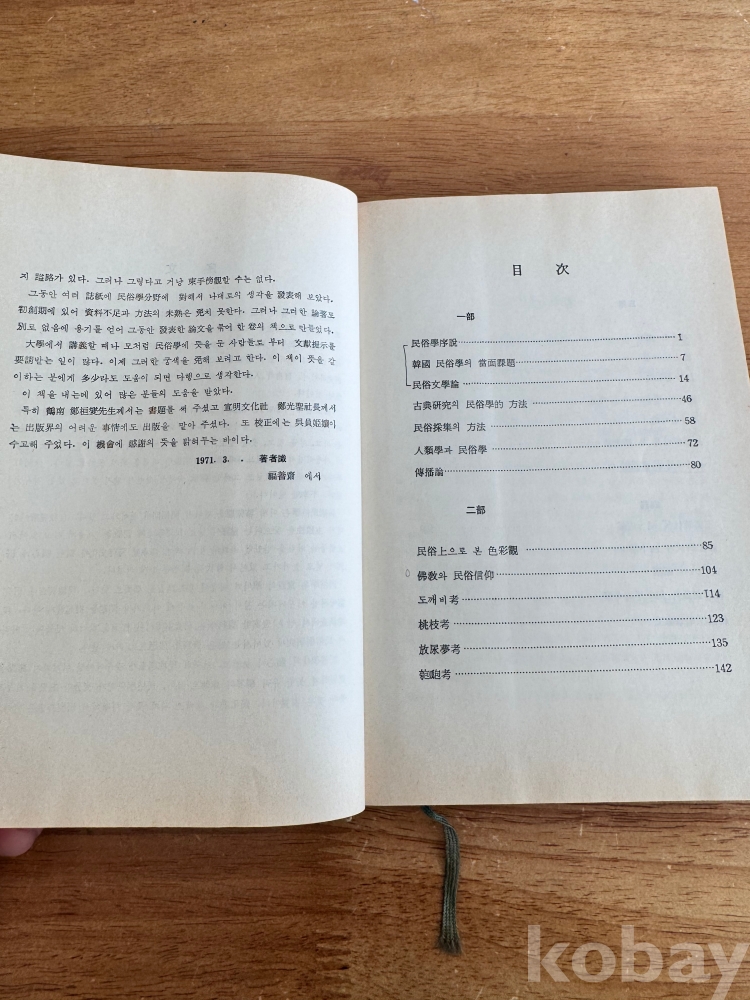 지 謚路가 있다. 그러나 그렇다고 거냥 束手傍觀할 수는 없다.
그동안 여러 誌紙에 民俗學分野에 對해서 나대로의 생각을 發表해 보았다.
初創期에 있어 資料不足과 方法의 未熟은 免치 못한다. 그러나 그러한 論著도
別로 없음에 용기를 얻어 그동안 發表한 論文을 묶어 한 卷의 책으로 만들었다.
大學에서 講義할 때나 모처럼 民俗學에 뜻을 둔 사람들로 부터 文獻提示를
要請받는 일이 많다. 이제 그러한 궁색을 免해 보려고 한다. 이 책이 뜻을 같
이하는 분에게 多少라도 도움이 되면 다행으로 생각한다.
이 책을 내는데 있어 많은 분들의 도움을 받았다.
특히 鶴南 鄭桓燮先生께서는 書題를 써 주셨고 宣明文化社 鄭光聖社長께서
는 出版界의 어려운 事情에도 出版을 맡아 주셨다. 또 校正에는 吳貞姬孃이
수고해 주었다. 이 機會에 感謝의 뜻을 밝혀두는 바이다.
1971. 3. . 著者識
福善齋 에서
目 次
一部
民俗學序說 1
韓國 民俗學의 當面課題 7
民俗文學論 14
古典研究의 民俗學的 方法 46
民俗採集의 方法 58
人類學과 民俗學 72
傳播論 80
二部
民俗上으로 본 色彩觀 85
佛敎와 民俗信仰 104
도깨비考 114
桃枝考 123
放尿夢考 135
考 142
kobay